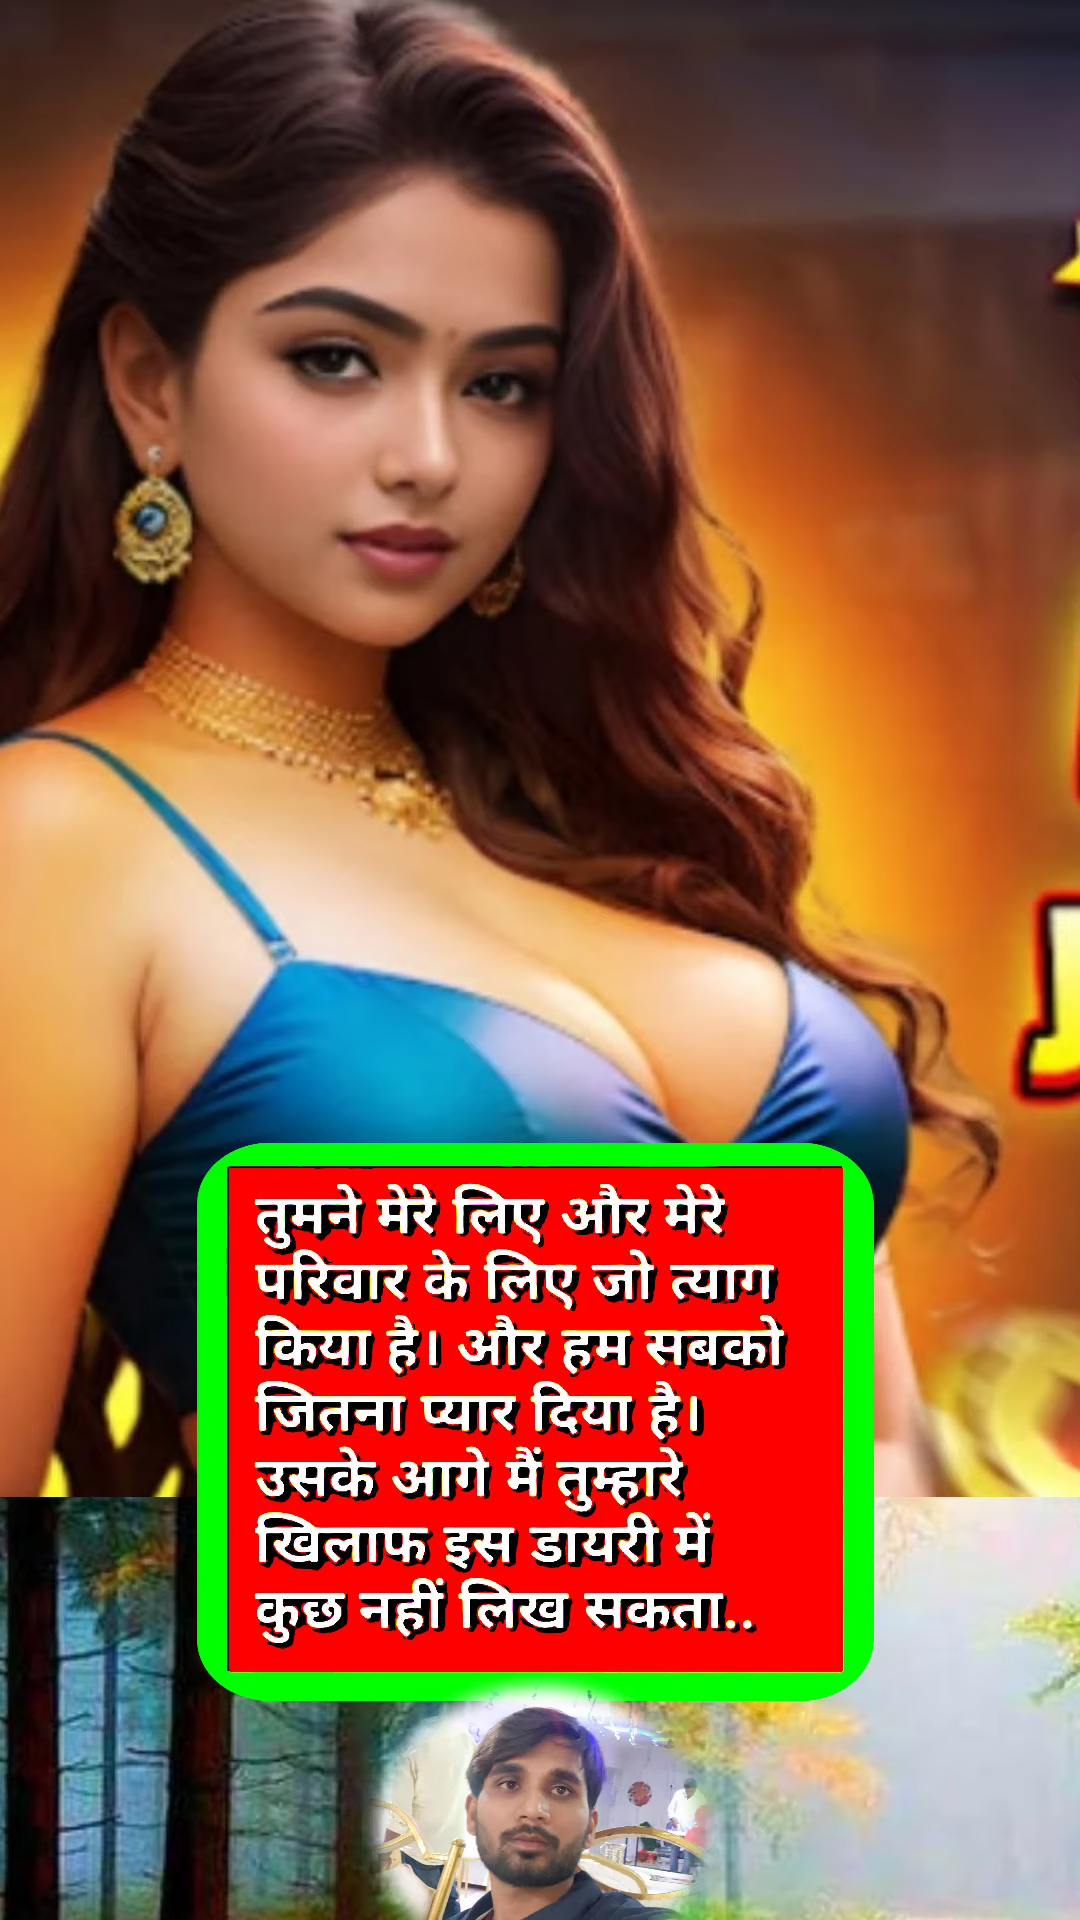 तुमने मेरे लिए और मेरे
परिवार के लिए जो त्याग
किया है। और हम सबको
जितना प्यार दिया है।
उसके आगे मैं तुम्हारे
खिलाफ इस डायरी में
कुछ नहीं लिख सकता..